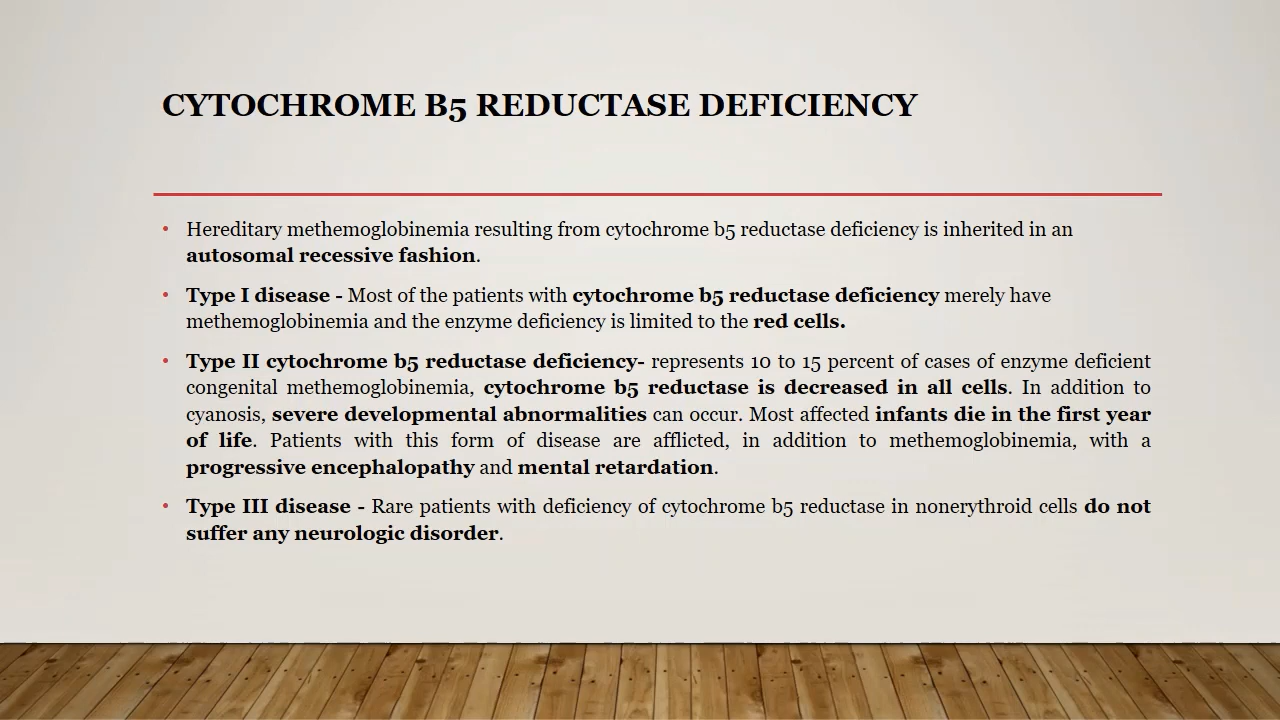 CYTOCHROME B5 REDUCTASE DEFICIENCY
• Hereditary methemoglobinemia resulting from cytochrome b5 reductase deficiency is inherited in an
autosomal recessive fashion.
• Type I disease - Most of the patients with cytochrome b5 reductase deficiency merely have
methemoglobinemia and the enzyme deficiency is limited to the red cells.
• Type II cytochrome b5 reductase deficiency- represents 10 to 15 percent of cases of enzyme deficient
congenital methemoglobinemia, cytochrome b5 reductase is decreased in all cells. In addition to
cyanosis, severe developmental abnormalities can occur. Most affected infants die in the first year
of life. Patients with this form of disease are afflicted, in addition to methemoglobinemia, with a
progressive encephalopathy and mental retardation.
• Type III disease - Rare patients with deficiency of cytochrome b5 reductase in nonerythroid cells do not
suffer any neurologic disorder.